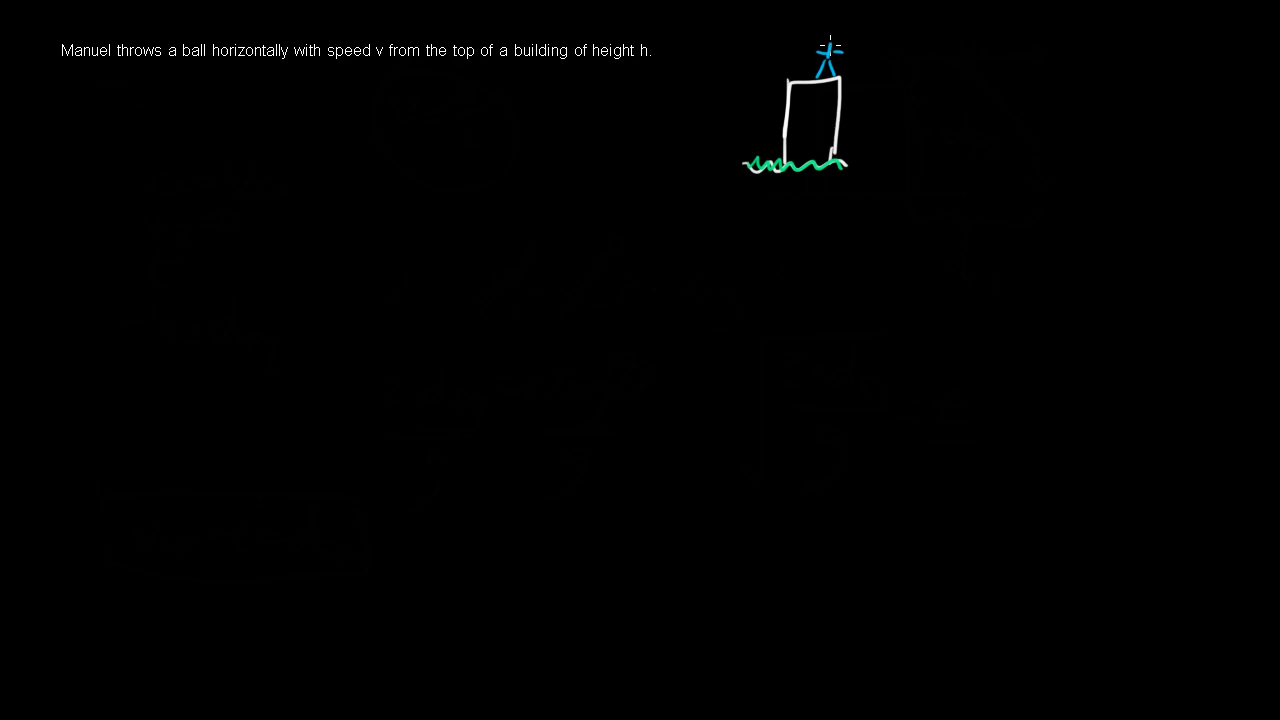 Manuel throws a ball horizontally with speed v from the top of a building of height h.